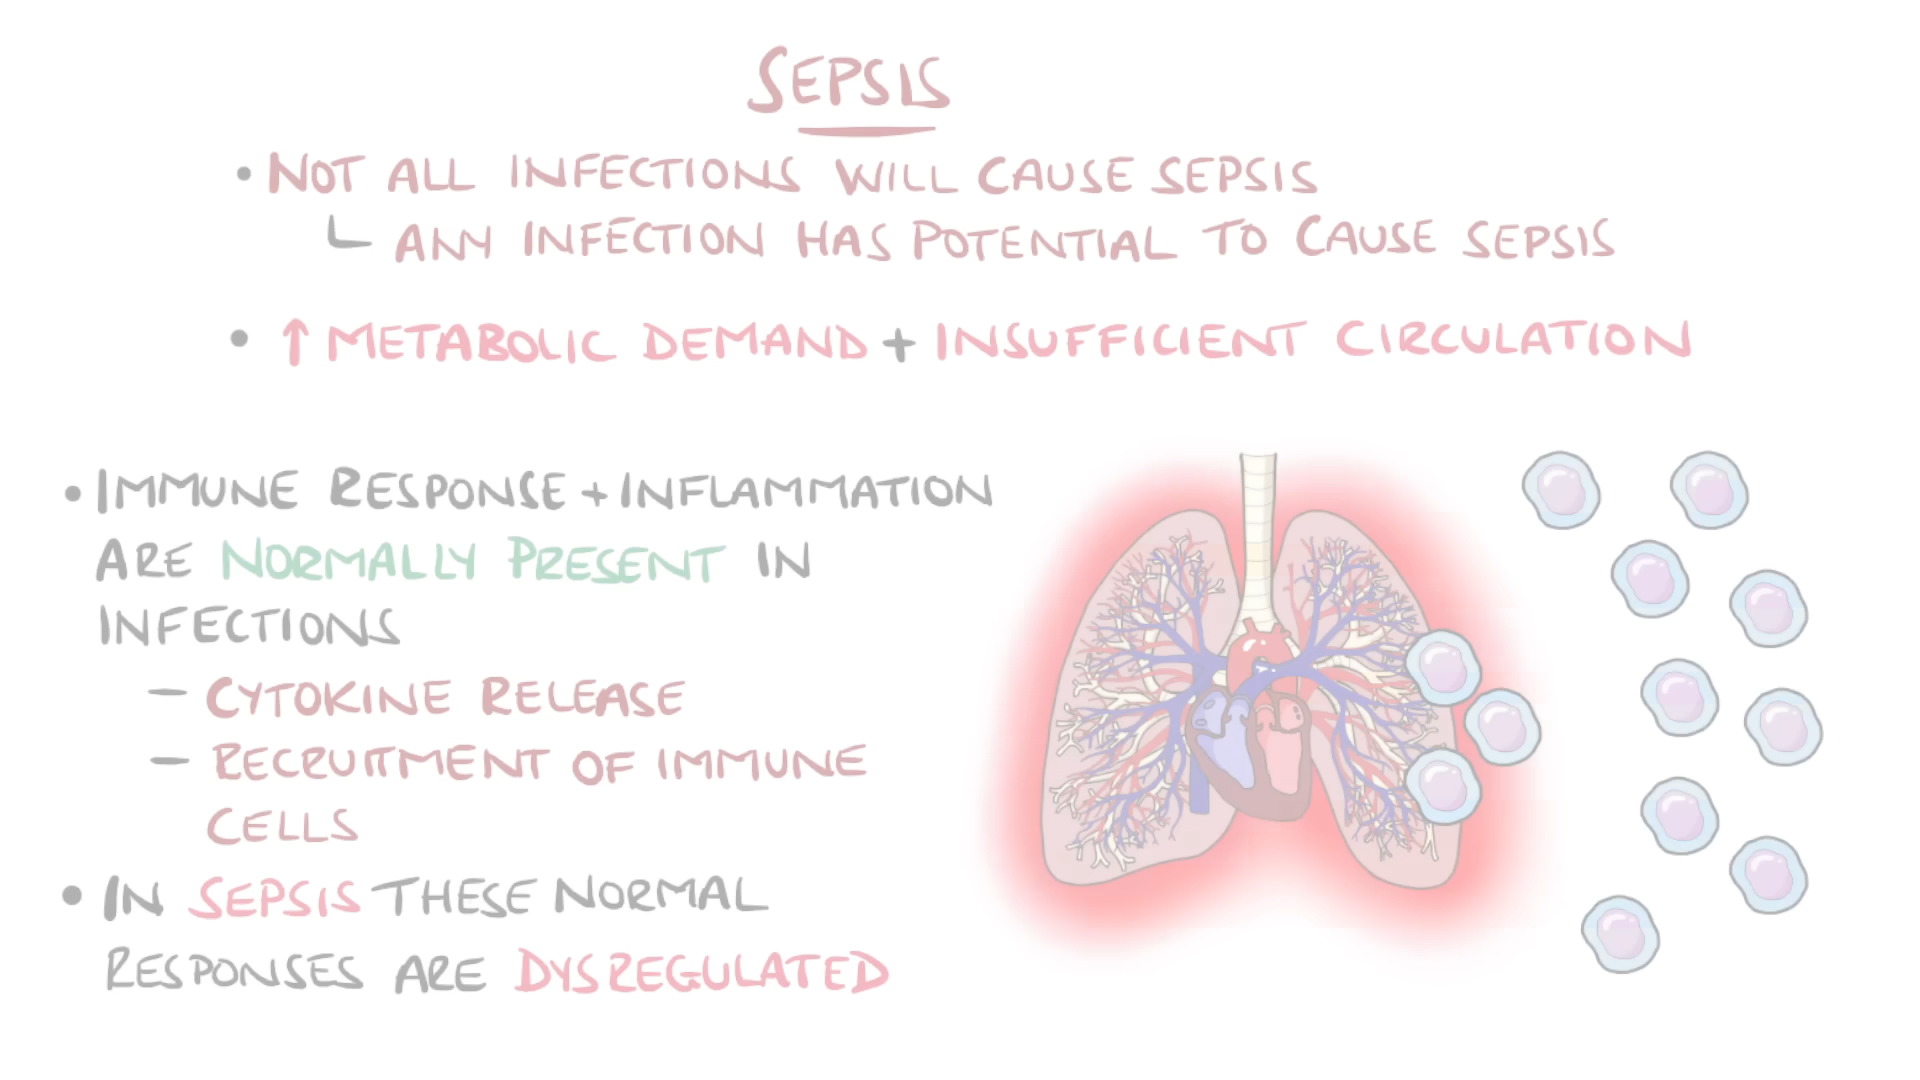 SEPSIS
• NOT ALL INFECTIONS WILL CAUSE SEPSIS
ANY INFECTION HAS POTENTIAL TO CAUSE SEPSIS
• ↑ METABOLIC DEMAND + INSUFFICIENT CIRCULATION
• IMMUNE RESPONSE + INFLAMMATION
ARE NORMALLY PRESENT IN
INFECTIONS
- CYTOKINE RELEASE
- RECRUITMENT OF IMMUNE
CELLS
• IN SEPSIS THESE NORMAL
RESPONSES ARE DYSREGULATED